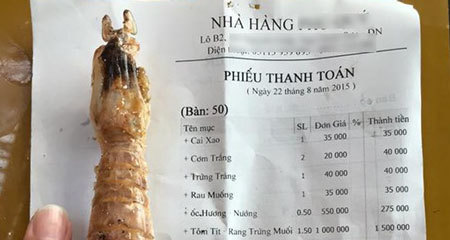 NHÀ HÀNG
Lô B2,
Điện thoại:
PHIẾU THANH TOÁN
( Ngày 22 tháng 8 năm 2015 )
(Bàn: 50)
Tên mục SL Đơn Giá % Thành tiền
+ Cai Xao 1 35 000 35 000
+ Cơm Trắng 2 20 000 40 000
+ Trứng Tráng 1 40 000 40 000
+ Rau Muống 1 35 000 35 000
+ ốc Hương Nướng 0.50 550 000 275 000
+ Tôm Tít - Rang Trứng Muối 1.50 1 000 000 1 500 000